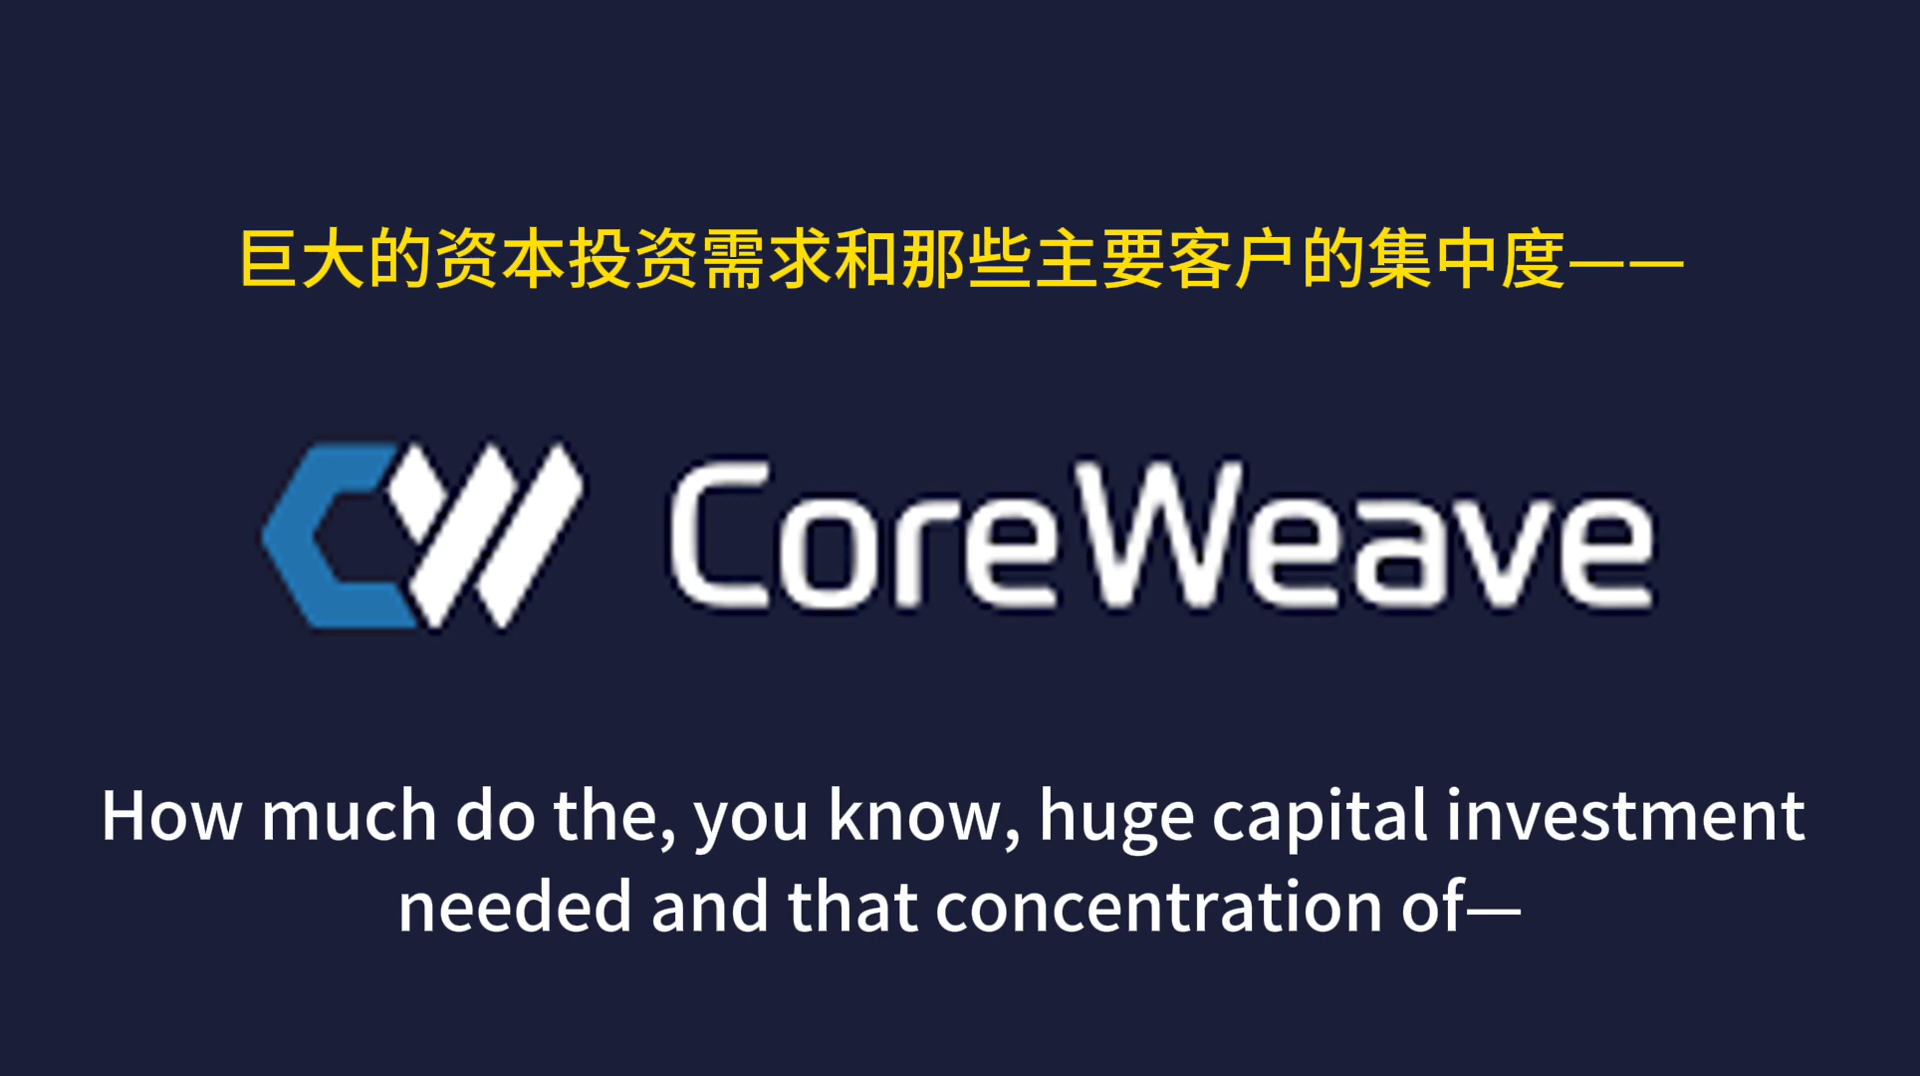 巨大的资本投资需求和那些主要客户的集中度——
CoreWeave
How much do the, you know, huge capital investment
needed and that concentration of—